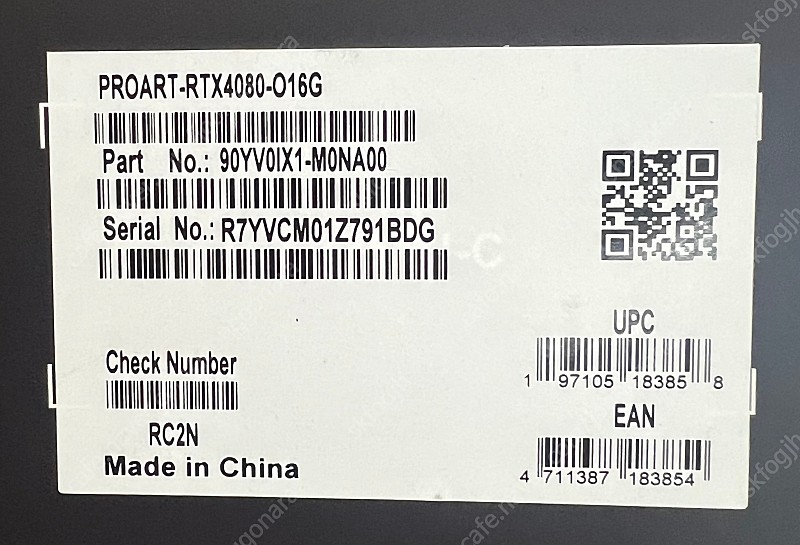 PROART-RTX4080-O16G
Part No.: 90YV0IX1-M0NA00
Serial No.: R7YVCM01Z791BDG
UPC
1 97105 18385 8
Check Number
EAN
RC2N
Made in China
4 711387 183854